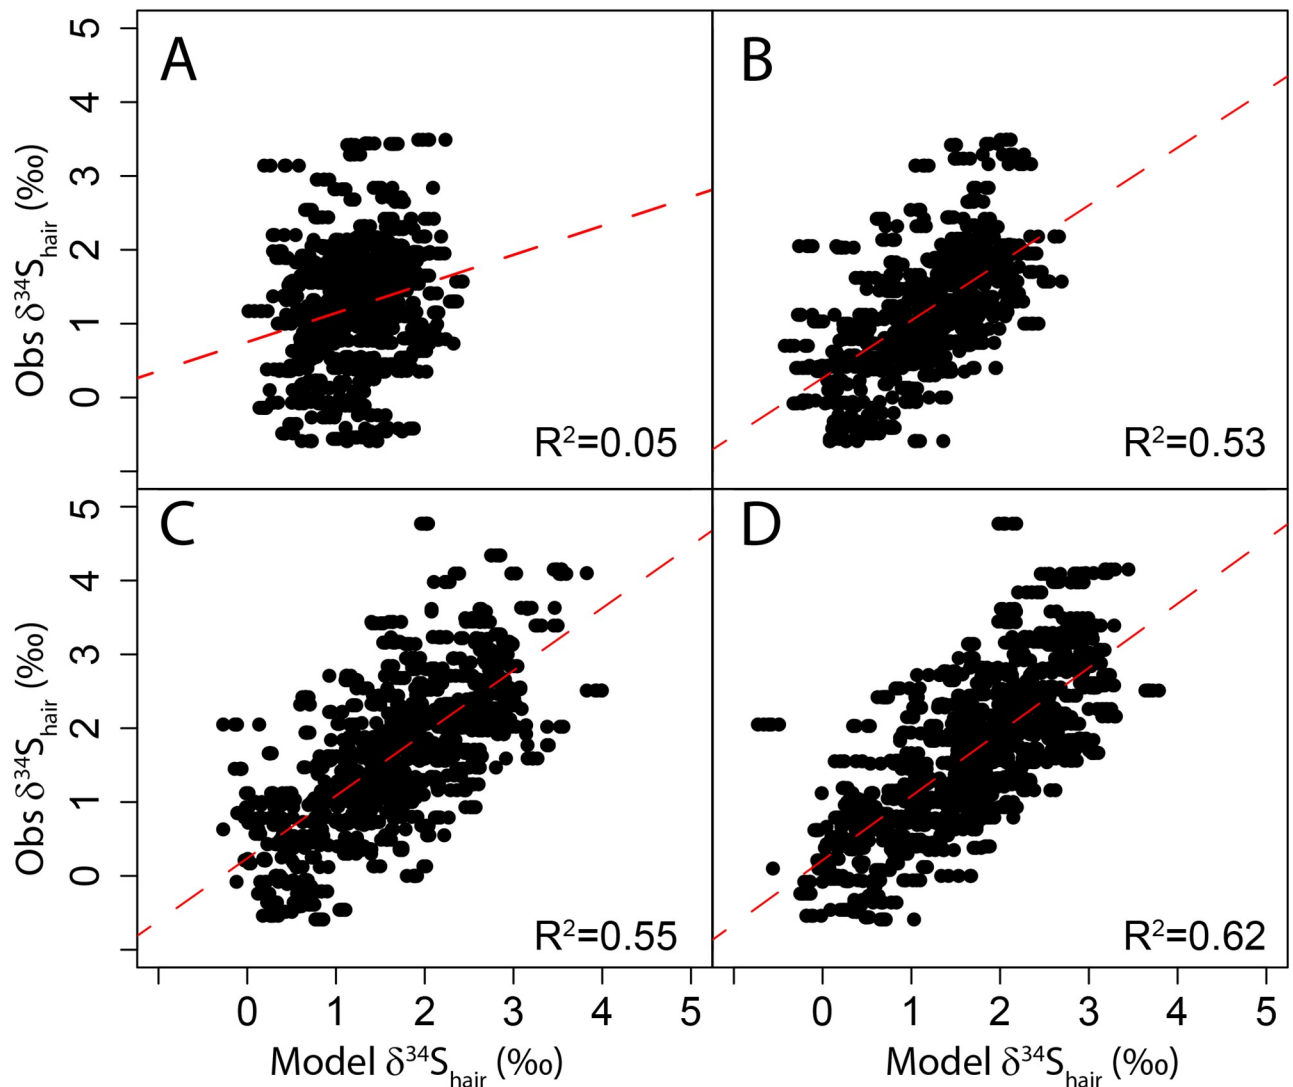 A
B
5
4
3
2
1
0
Obs δ³⁴S_hair (‰)
R²=0.05
R²=0.53
C
D
5
4
3
2
1
0
Obs δ³⁴S_hair (‰)
R²=0.55
R²=0.62
0 1 2 3 4 5
0 1 2 3 4 5
Model δ³⁴S_hair (‰)
Model δ³⁴S_hair (‰)